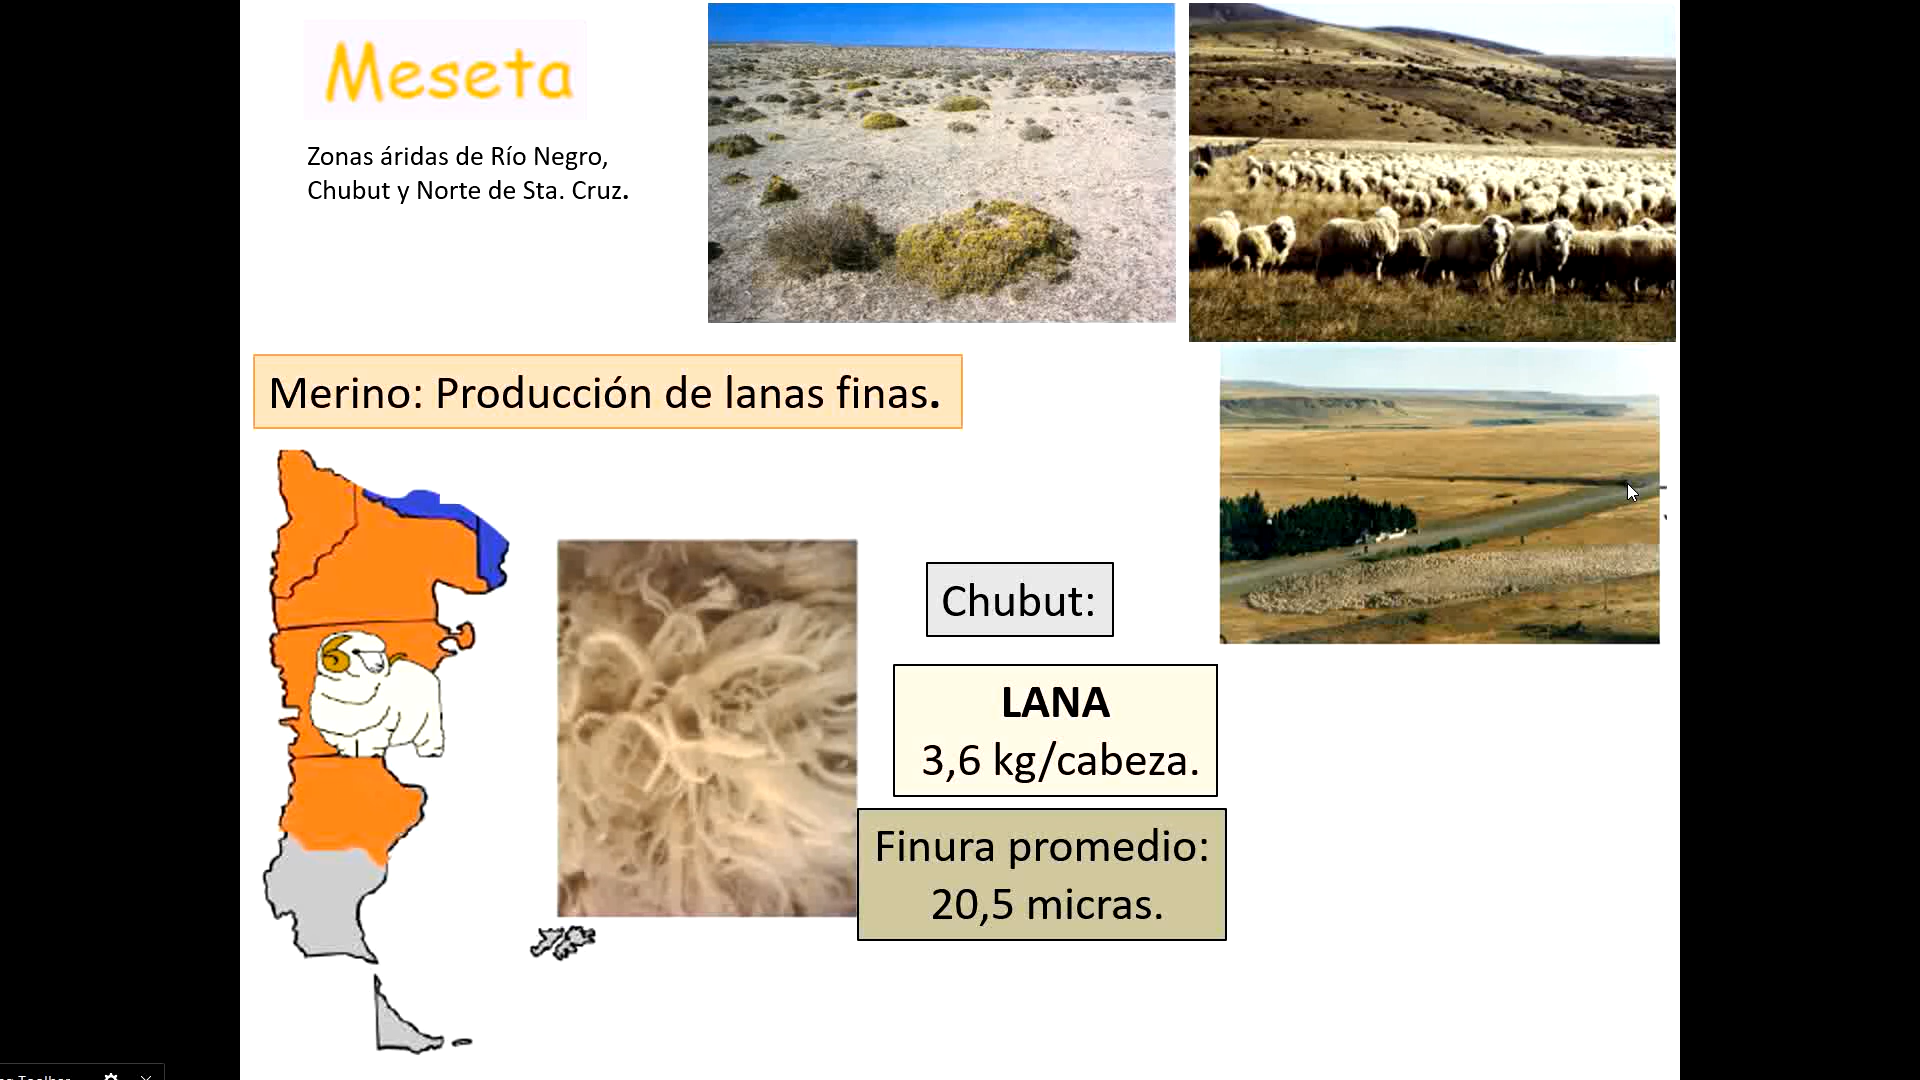 Meseta
Zonas áridas de Río Negro,
Chubut y Norte de Sta. Cruz.
Merino: Producción de lanas finas.
Chubut:
LANA
3,6 kg/cabeza.
Finura promedio:
20,5 micras.